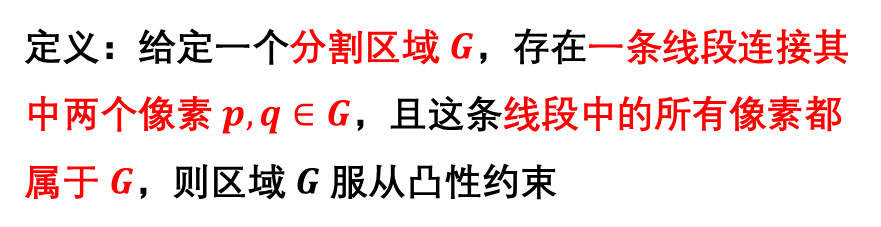 定义：给定一个分割区域 G，存在一条线段连接其
中两个像素 p,q ∈ G，且这条线段中的所有像素都
属于 G，则区域 G 服从凸性约束